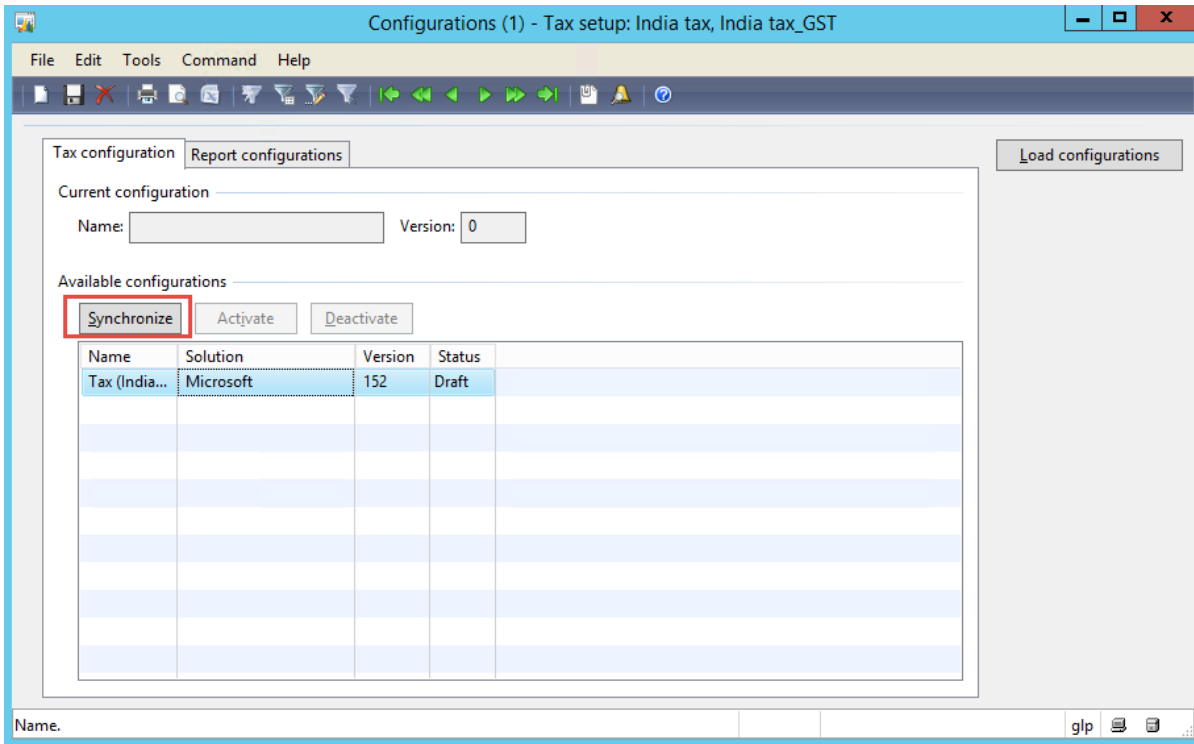 Configurations (1) - Tax setup: India tax, India tax_GST
File Edit Tools Command Help
Tax configuration Report configurations Load configurations
Current configuration
Name: Version: 0
Available configurations
Synchronize Activate Deactivate
Name Solution Version Status
Tax (India... Microsoft 152 Draft
Name. glp